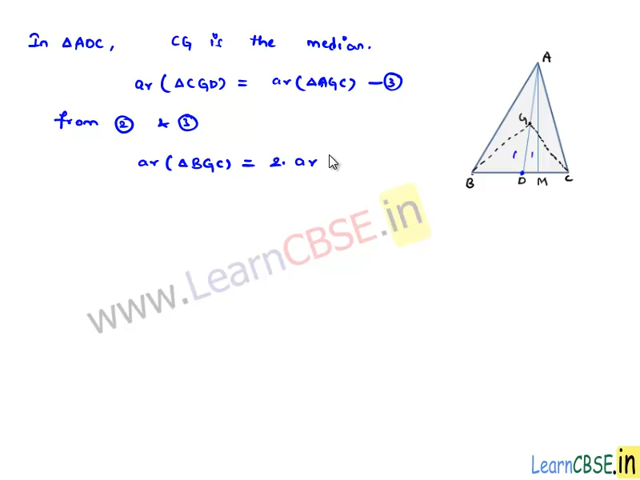 In ΔADC, CG is the median.
ar (ΔCGD) = ar (ΔAGC) — ③
from ② & ③
ar (ΔBGC) = 2. ar
A
G
B D M C
www.LearnCBSE.in
LearnCBSE.in